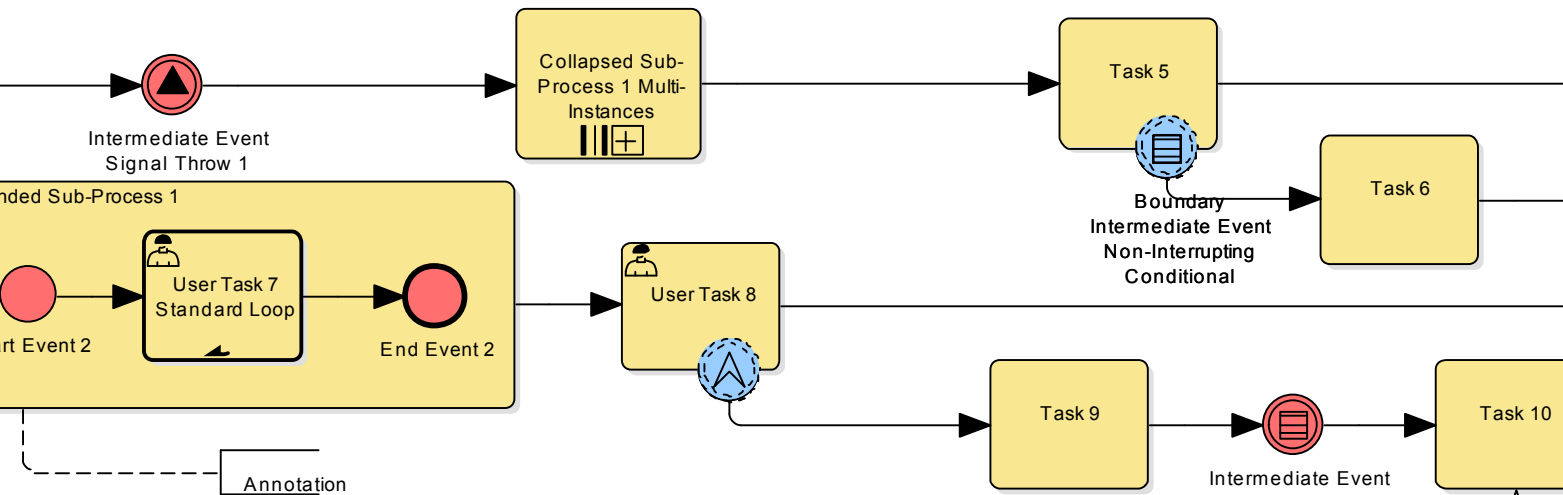 Intermediate Event
Signal Throw 1
Collapsed Sub-
Process 1 Multi-
Instances
Task 5
Boundary
Intermediate Event
Non-Interrupting
Conditional
Task 6
nded Sub-Process 1
User Task 7
Standard Loop
rt Event 2
End Event 2
User Task 8
Task 9
Intermediate Event
Task 10
Annotation